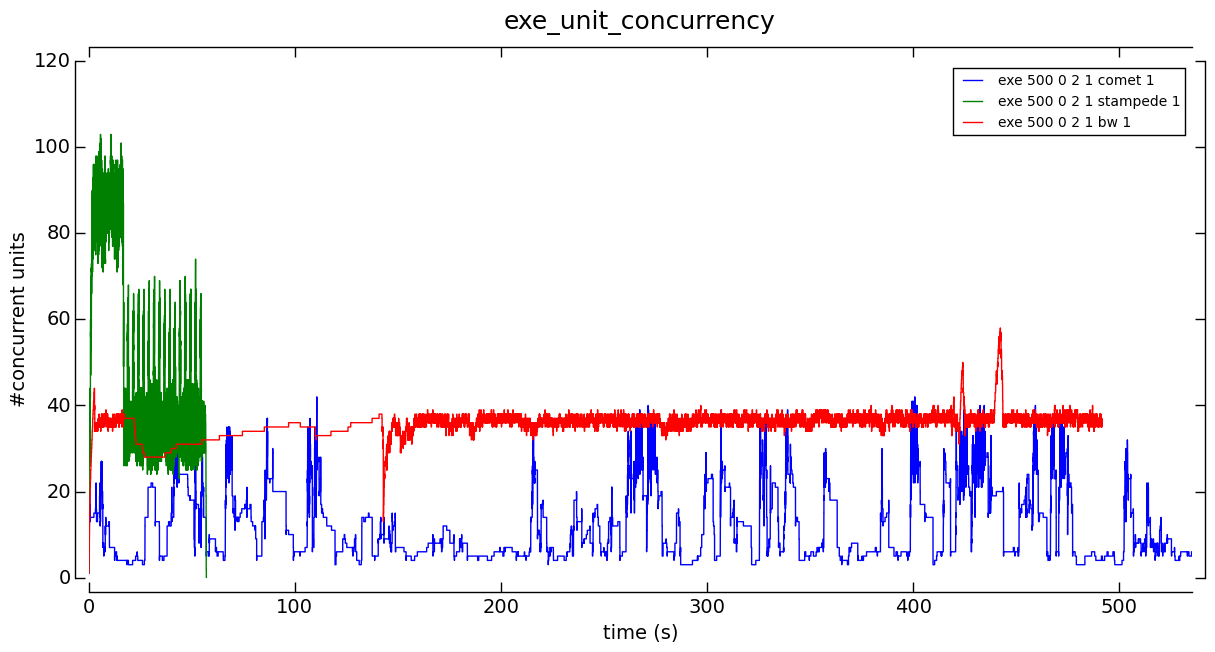 exe_unit_concurrency
exe 500 0 2 1 comet 1
exe 500 0 2 1 stampede 1
exe 500 0 2 1 bw 1
#concurrent units
120
100
80
60
40
20
0
0 100 200 300 400 500
time (s)